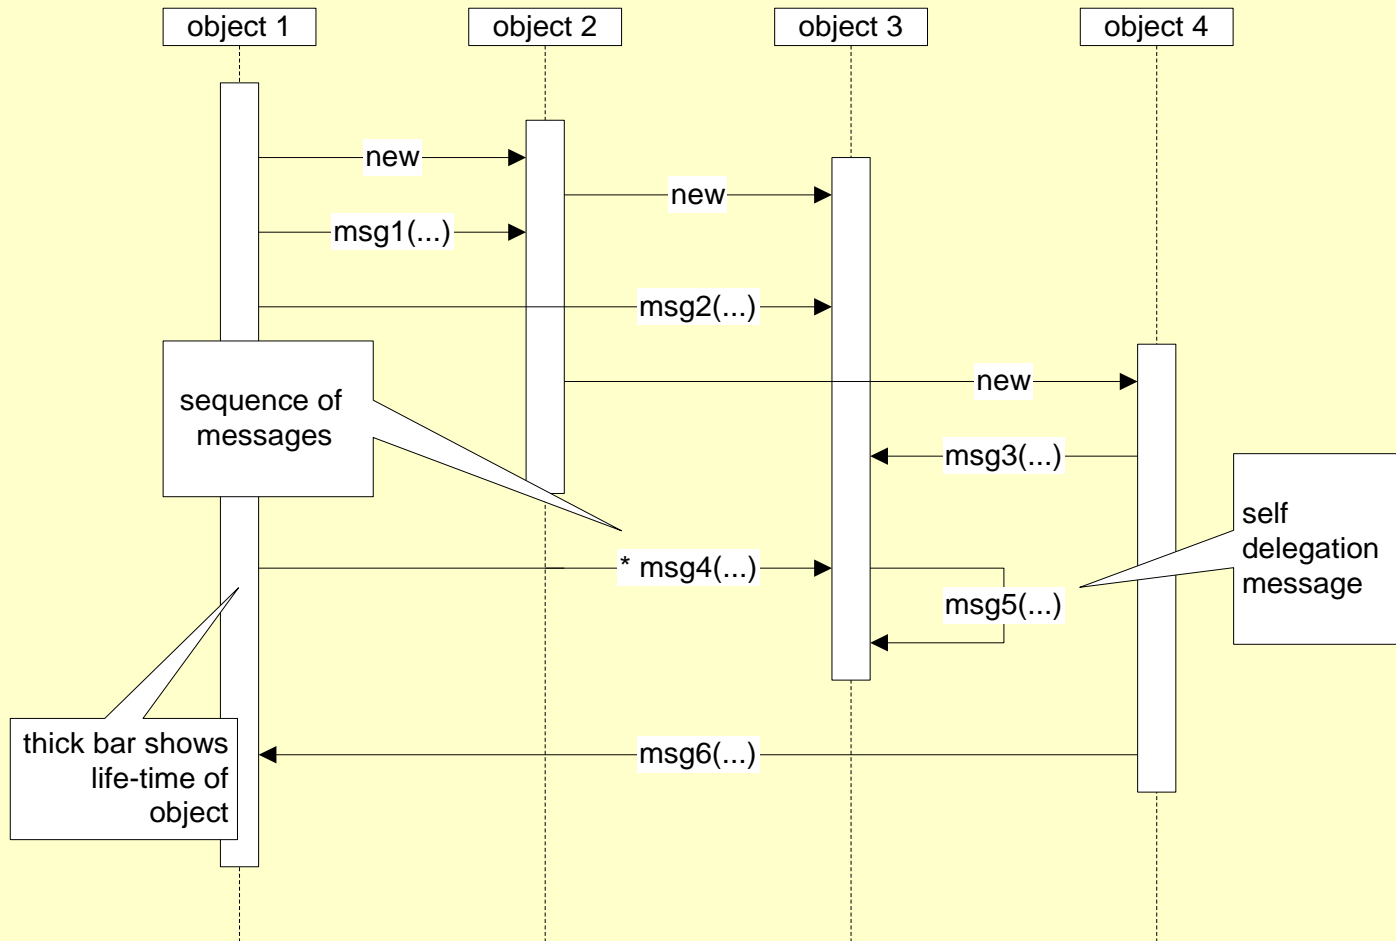 object 1
object 2
object 3
object 4
new
new
msg1(...)
msg2(...)
new
sequence of
messages
msg3(...)
* msg4(...)
self
delegation
message
msg5(...)
thick bar shows
life-time of
object
msg6(...)